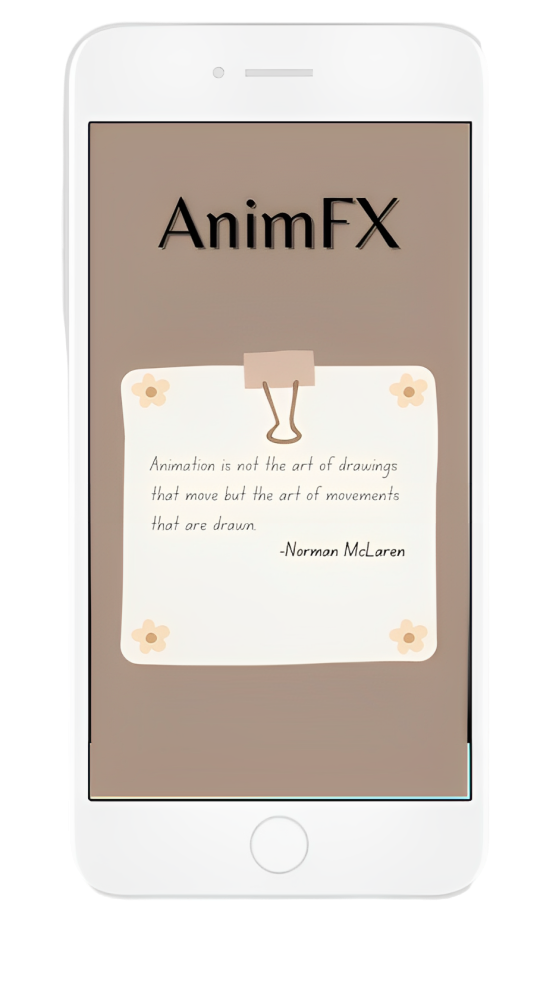 AnimFX
Animation is not the art of drawings
that move but the art of movements
that are drawn.
-Norman McLaren